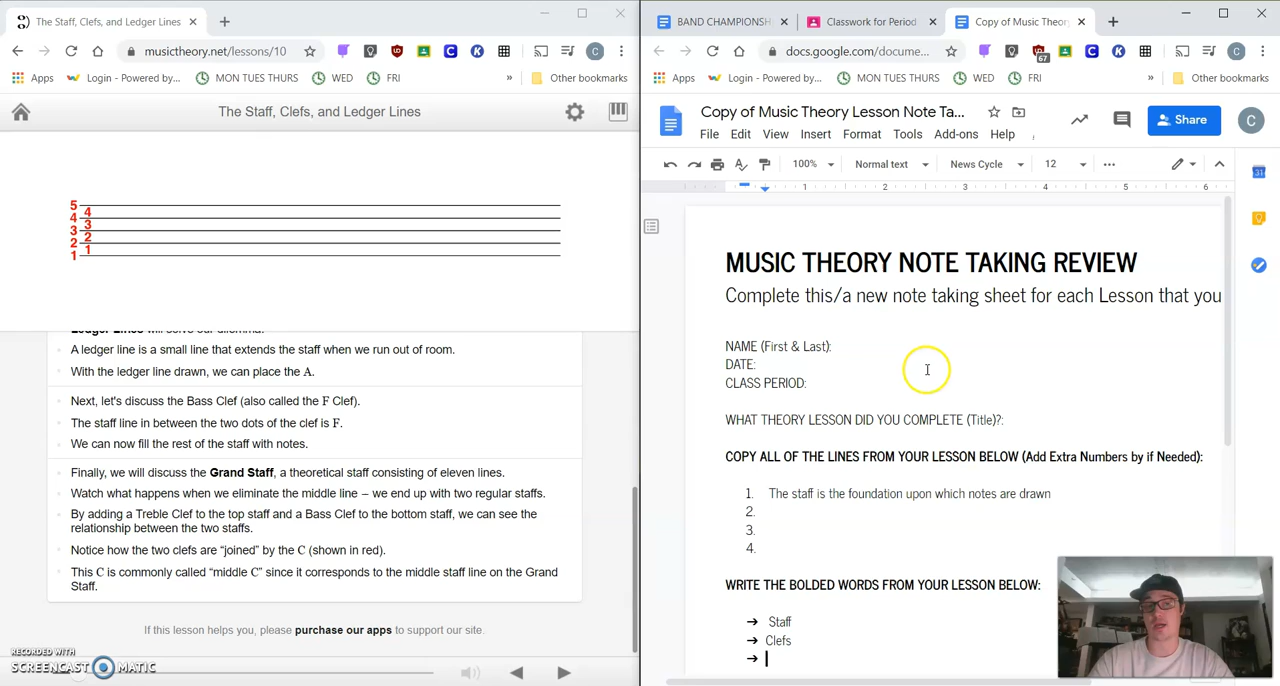 The Staff, Clefs, and Ledger Lines
musictheory.net/lessons/10
Apps
Login - Powered by...
MON TUES THURS
WED
FRI
»
Other bookmarks
The Staff, Clefs, and Ledger Lines
5
4
4
3
3
2
2
1
1
Ledger Lines will solve our dilemma.
A ledger line is a small line that extends the staff when we run out of room.
With the ledger line drawn, we can place the A.
Next, let's discuss the Bass Clef (also called the F Clef).
The staff line in between the two dots of the clef is F.
We can now fill the rest of the staff with notes.
Finally, we will discuss the Grand Staff, a theoretical staff consisting of eleven lines.
Watch what happens when we eliminate the middle line – we end up with two regular staffs.
By adding a Treble Clef to the top staff and a Bass Clef to the bottom staff, we can see the
relationship between the two staffs.
Notice how the two clefs are “joined” by the C (shown in red).
This C is commonly called “middle C” since it corresponds to the middle staff line on the Grand
Staff.
If this lesson helps you, please purchase our apps to support our site.
RECORDED WITH
SCREENCAST MATIC
BAND CHAMPIONSH
Classwork for Period
Copy of Music Theory
docs.google.com/docume...
67
C
Apps
Login - Powered by...
MON TUES THURS
WED
FRI
»
Other bookmarks
Copy of Music Theory Lesson Note Ta...
File Edit View Insert Format Tools Add-ons Help
Share
C
100%
Normal text
News Cycle
12
1 2 3 4 5 6
31
MUSIC THEORY NOTE TAKING REVIEW
Complete this/a new note taking sheet for each Lesson that you
NAME (First & Last):
DATE:
CLASS PERIOD:
WHAT THEORY LESSON DID YOU COMPLETE (Title)?:
COPY ALL OF THE LINES FROM YOUR LESSON BELOW (Add Extra Numbers by if Needed):
1. The staff is the foundation upon which notes are drawn
2.
3.
4.
WRITE THE BOLDED WORDS FROM YOUR LESSON BELOW:
➔ Staff
➔ Clefs
➔